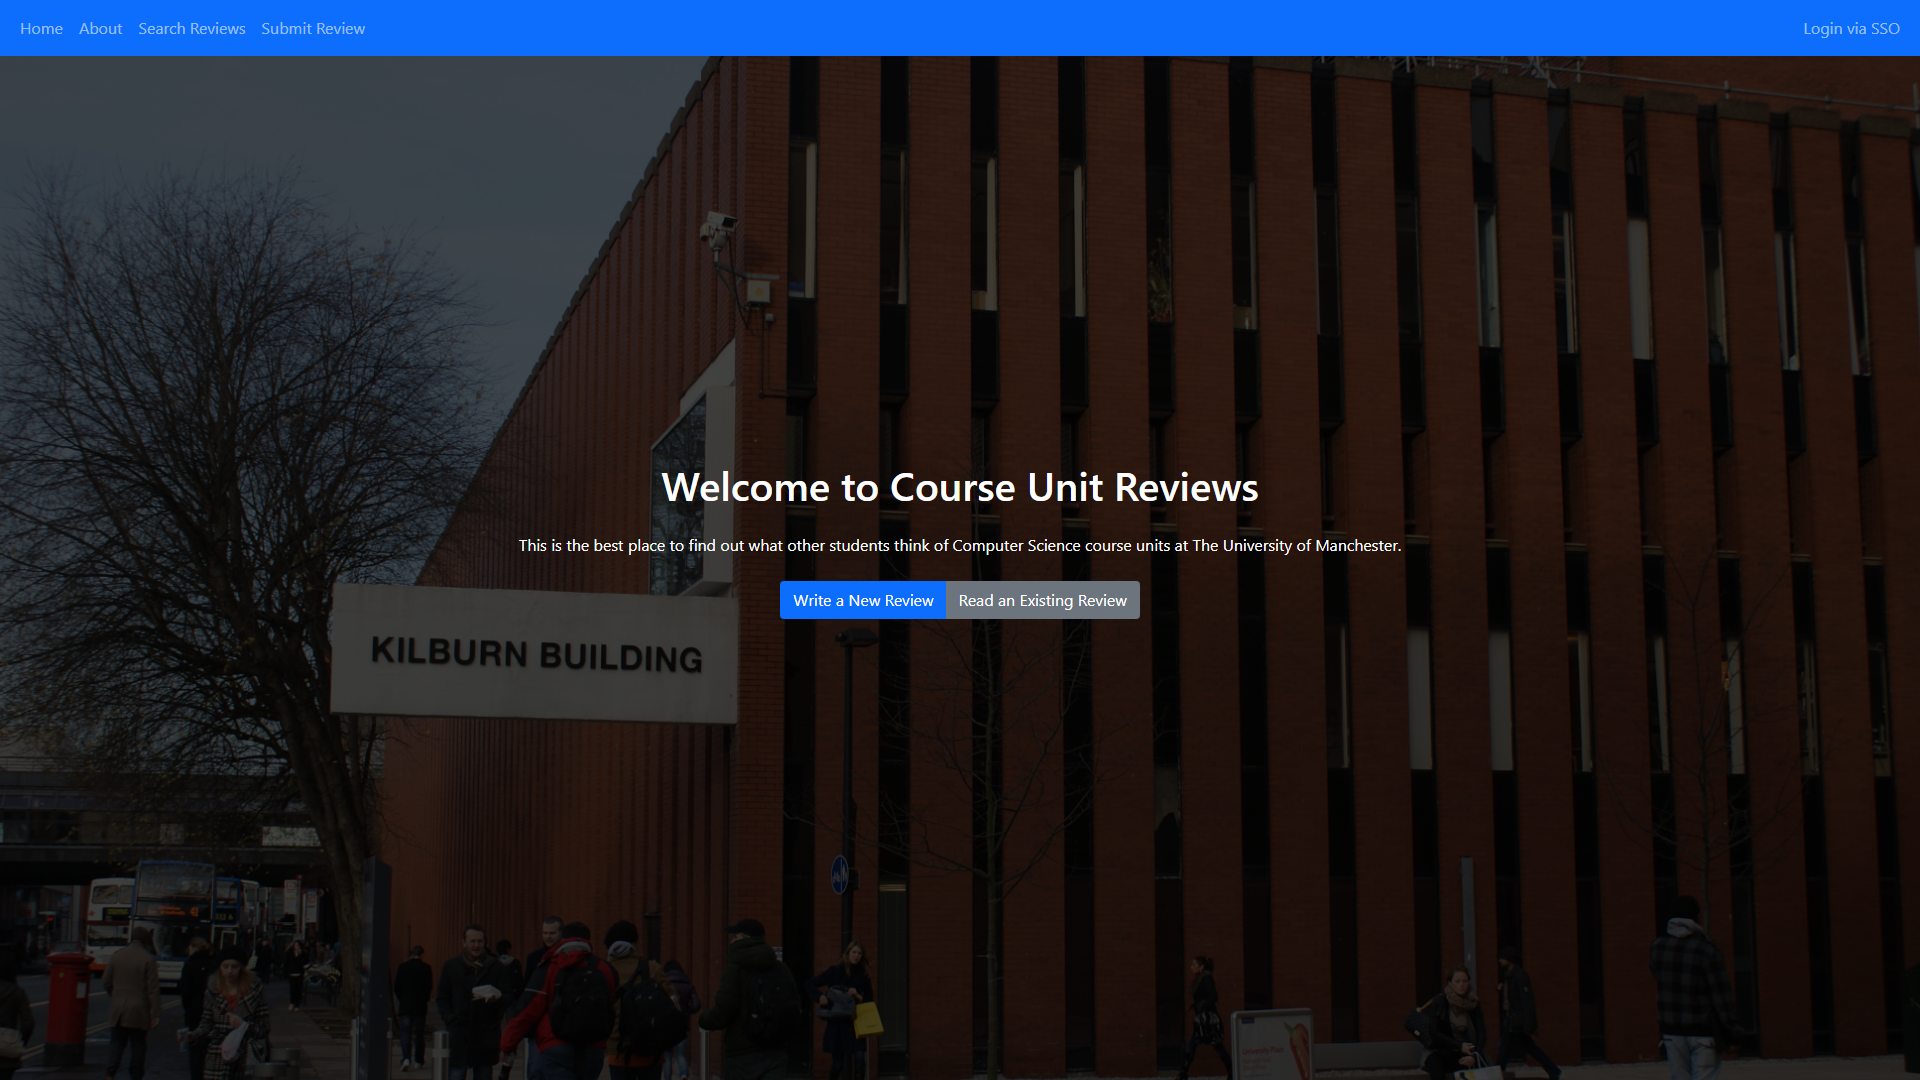 Home About Search Reviews Submit Review Login via SSO
Welcome to Course Unit Reviews
This is the best place to find out what other students think of Computer Science course units at The University of Manchester.
Write a New Review Read an Existing Review
KILBURN BUILDING